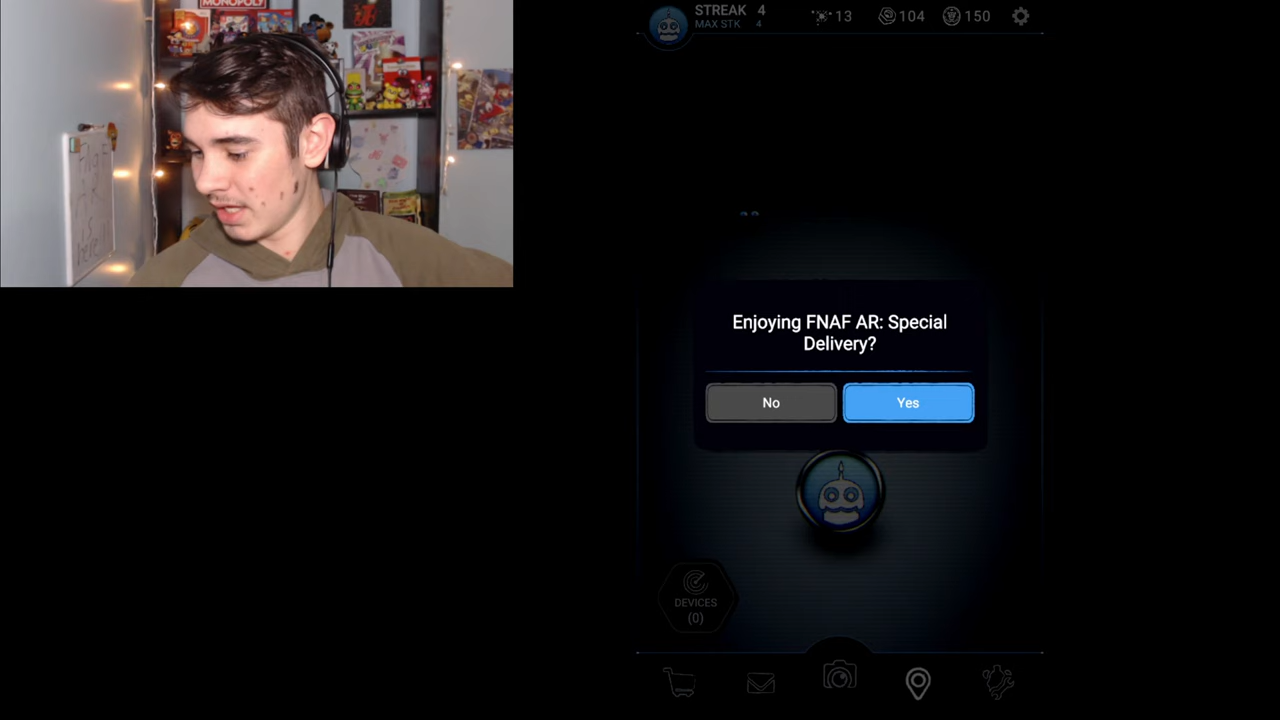 MONOPOLY
STREAK 4
MAX STK 4
13
104
150
Enjoying FNAF AR: Special
Delivery?
No
Yes
DEVICES
(0)